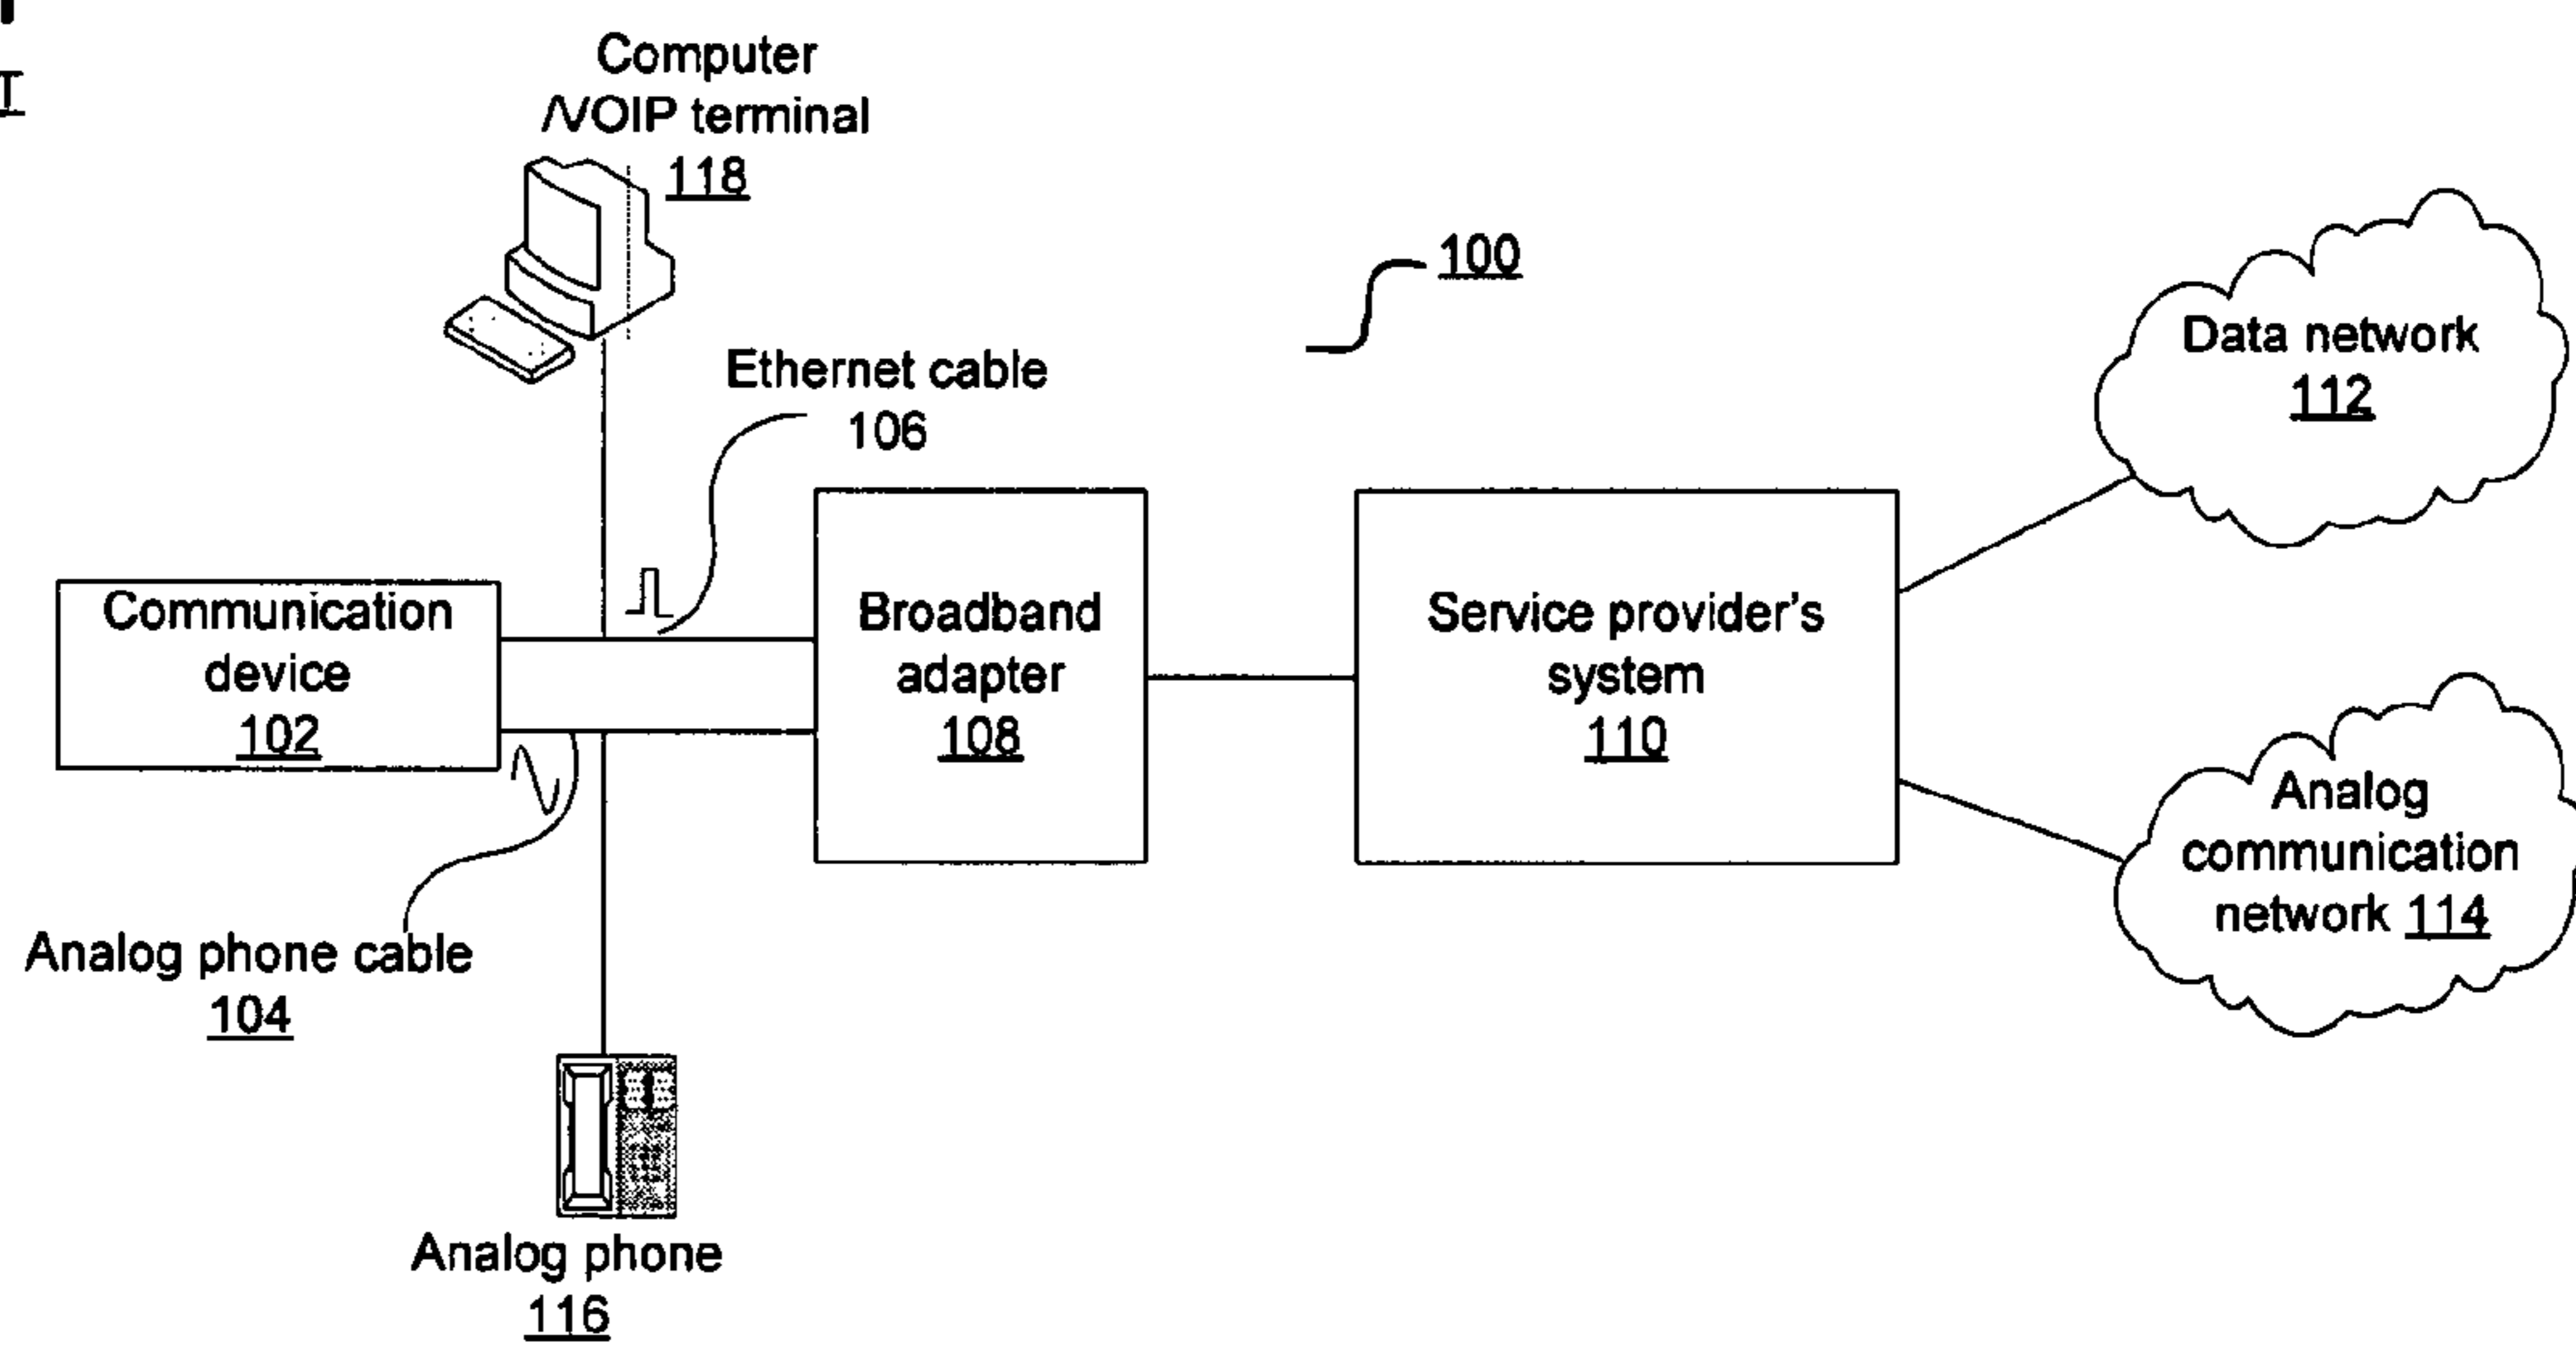 Computer
/VOIP terminal
118
100
Data network
112
Ethernet cable
106
Communication
device
102
Broadband
adapter
108
Service provider's
system
110
Analog
communication
network 114
Analog phone cable
104
Analog phone
116